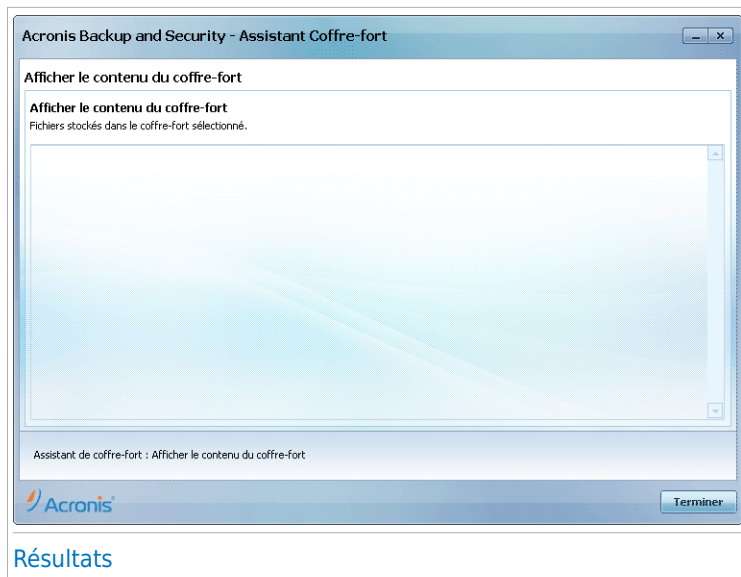 Acronis Backup and Security - Assistant Coffre-fort
Afficher le contenu du coffre-fort
Afficher le contenu du coffre-fort
Fichiers stockés dans le coffre-fort sélectionné.
Assistant de coffre-fort : Afficher le contenu du coffre-fort
Acronis
Terminer
Résultats